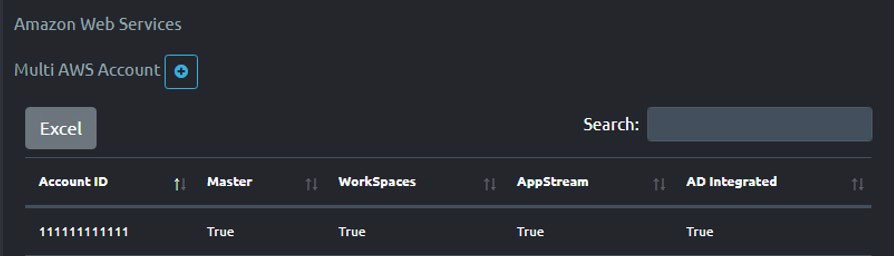 Amazon Web Services
Multi AWS Account
Excel Search:
Account ID Master WorkSpaces AppStream AD Integrated
111111111111 True True True True